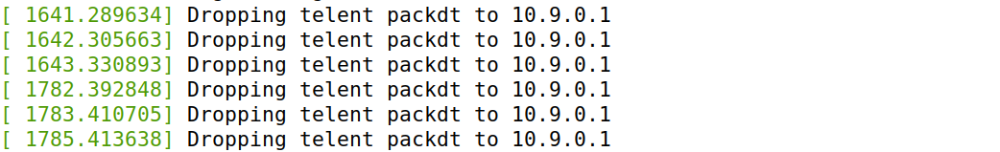 [ 1641.289634] Dropping telent packdt to 10.9.0.1
[ 1642.305663] Dropping telent packdt to 10.9.0.1
[ 1643.330893] Dropping telent packdt to 10.9.0.1
[ 1782.392848] Dropping telent packdt to 10.9.0.1
[ 1783.410705] Dropping telent packdt to 10.9.0.1
[ 1785.413638] Dropping telent packdt to 10.9.0.1